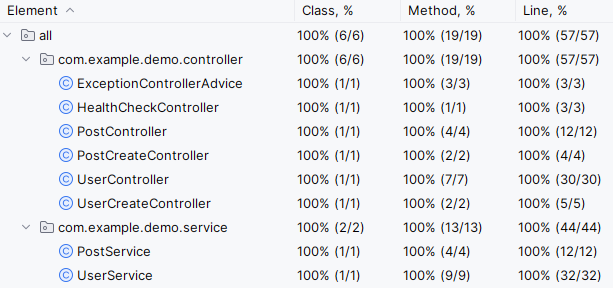 Element Class, % Method, % Line, %
all 100% (6/6) 100% (19/19) 100% (57/57)
com.example.demo.controller 100% (6/6) 100% (19/19) 100% (57/57)
ExceptionControllerAdvice 100% (1/1) 100% (3/3) 100% (3/3)
HealthCheckController 100% (1/1) 100% (1/1) 100% (3/3)
PostController 100% (1/1) 100% (4/4) 100% (12/12)
PostCreateController 100% (1/1) 100% (2/2) 100% (4/4)
UserController 100% (1/1) 100% (7/7) 100% (30/30)
UserCreateController 100% (1/1) 100% (2/2) 100% (5/5)
com.example.demo.service 100% (2/2) 100% (13/13) 100% (44/44)
PostService 100% (1/1) 100% (4/4) 100% (12/12)
UserService 100% (1/1) 100% (9/9) 100% (32/32)